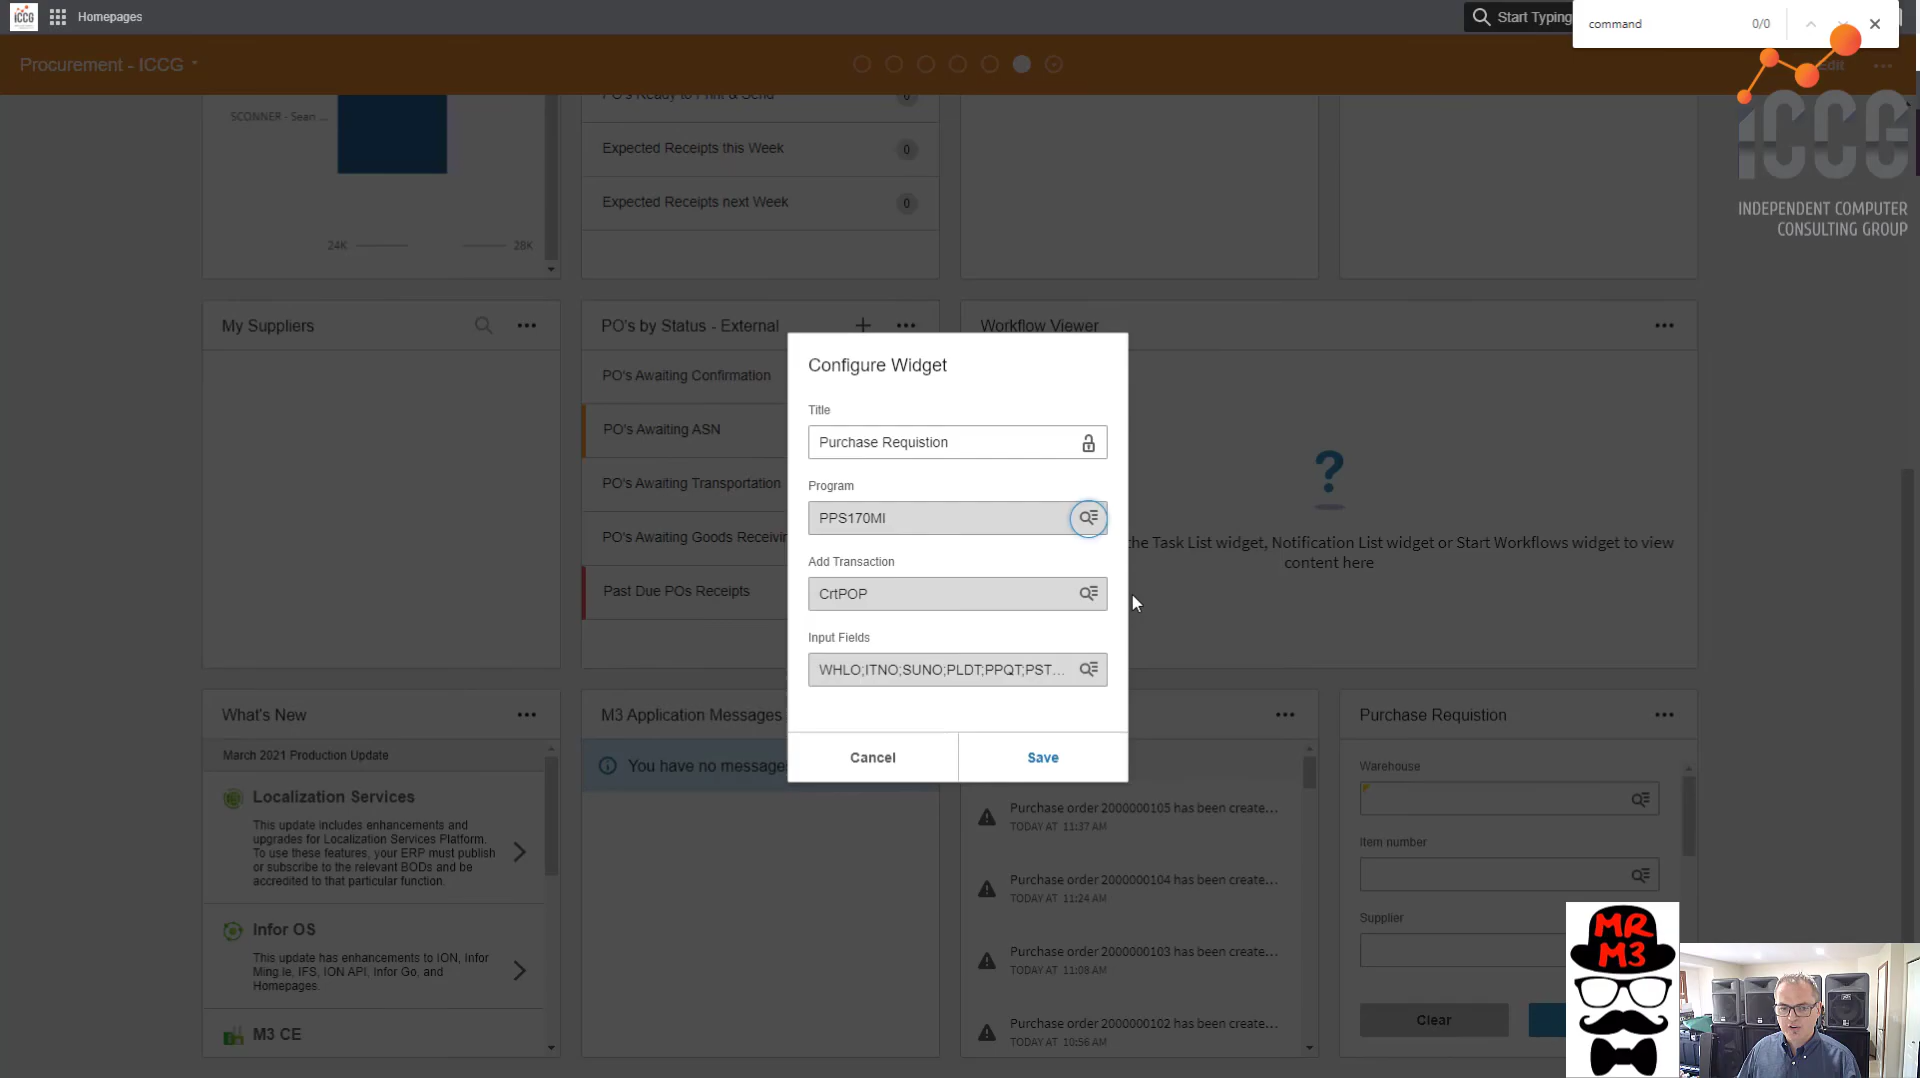 iCCG
Homepages
Start Typing
command
0/0
Procurement - ICCG
Edit
iCCG
INDEPENDENT COMPUTER
CONSULTING GROUP
SCONNER - Sean ...
24K
28K
PO's Ready to Print & Send
0
Expected Receipts this Week
0
Expected Receipts next Week
0
My Suppliers
PO's by Status - External
PO's Awaiting Confirmation
PO's Awaiting ASN
PO's Awaiting Transportation
PO's Awaiting Goods Receivin
Past Due POs Receipts
Workflow Viewer
?
the Task List widget, Notification List widget or Start Workflows widget to view
content here
Configure Widget
Title
Purchase Requistion
Program
PPS170MI
Add Transaction
CrtPOP
Input Fields
WHLO;ITNO;SUNO;PLDT;PPQT;PST...
Cancel
Save
What's New
March 2021 Production Update
Localization Services
This update includes enhancements and
upgrades for Localization Services Platform.
To use these features, your ERP must publish
or subscribe to the relevant BODs and be
accredited to that particular function.
Infor OS
This update has enhancements to ION, Infor
Ming.le, IFS, ION API, Infor Go, and
Homepages.
M3 CE
M3 Application Messages
You have no messages
Purchase order 2000000105 has been create...
TODAY AT 11:37 AM
Purchase order 2000000104 has been create...
TODAY AT 11:24 AM
Purchase order 2000000103 has been create...
TODAY AT 11:08 AM
Purchase order 2000000102 has been create...
TODAY AT 10:56 AM
Purchase Requistion
Warehouse
Item number
Supplier
Clear
MR
M3